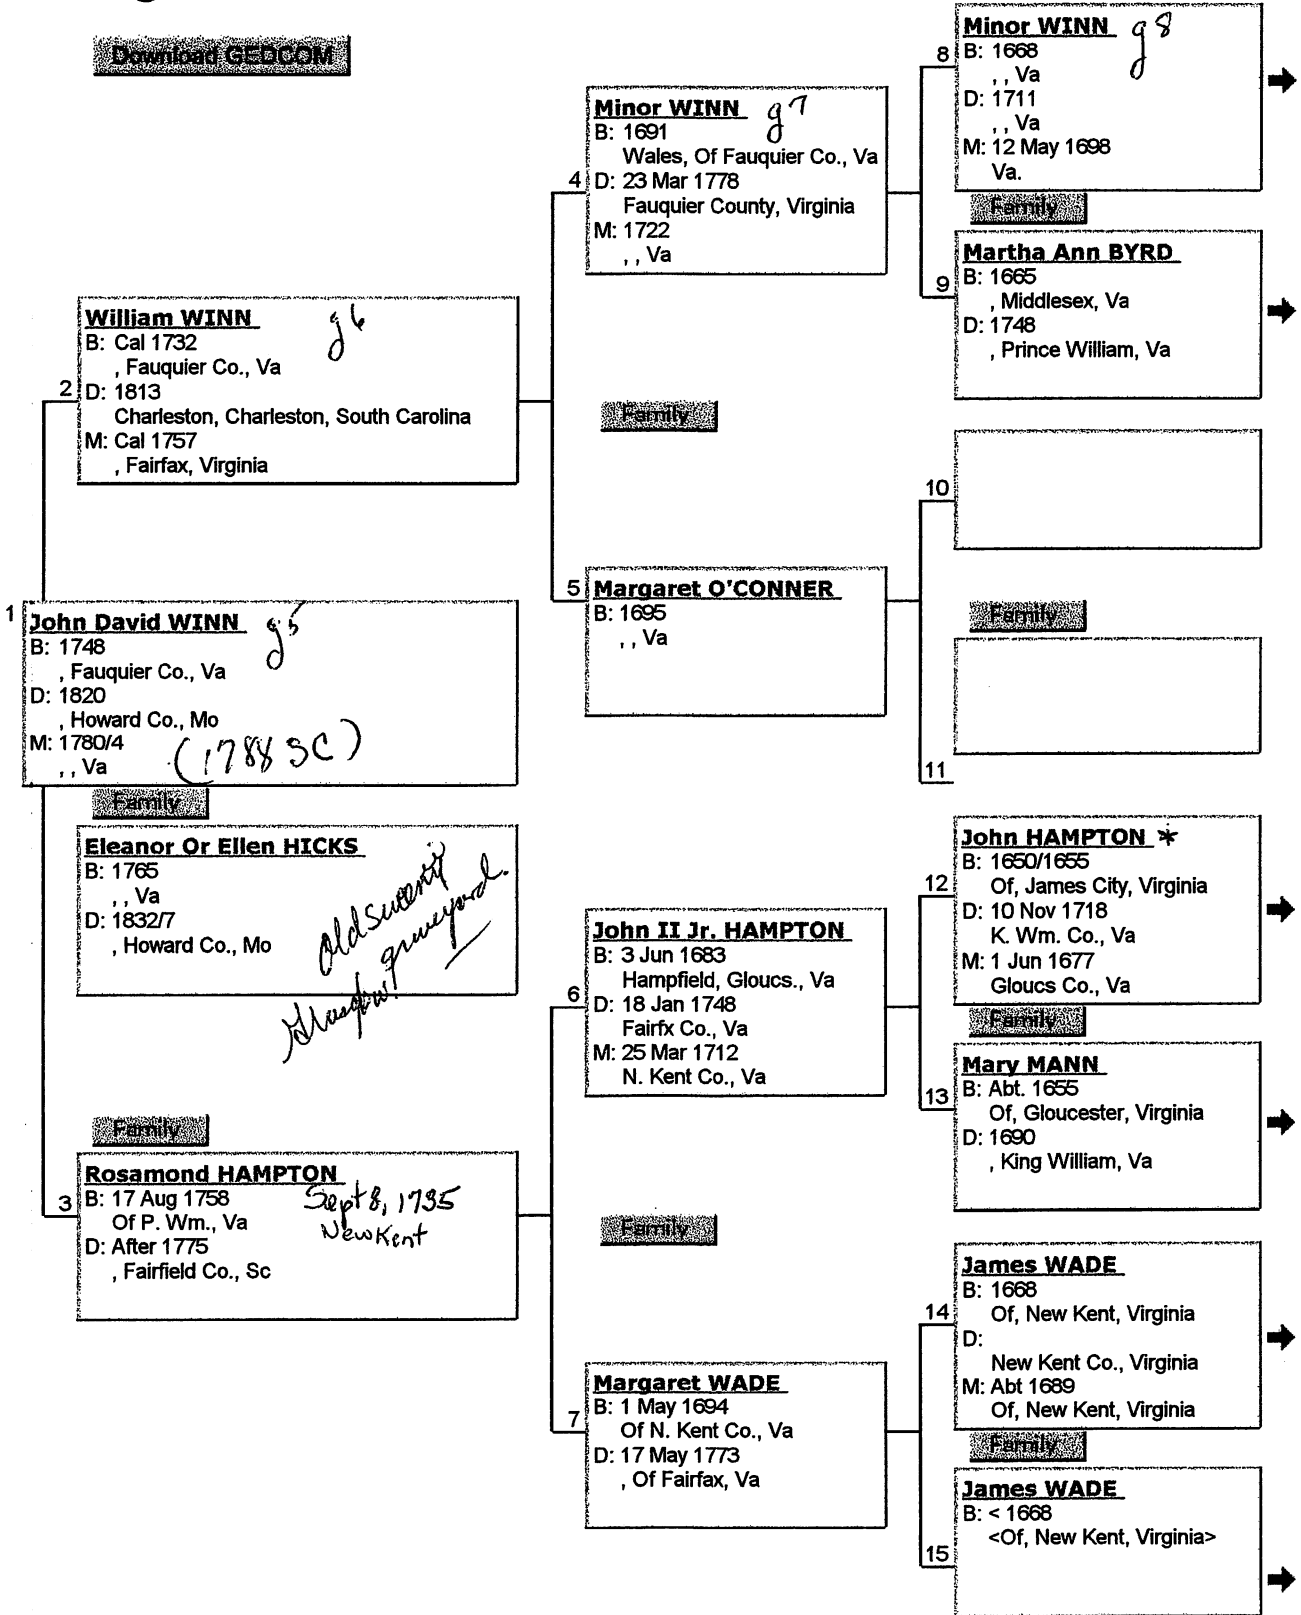 Download GEDCOM
Minor WINN g8
8
B: 1668
, , Va
D: 1711
, , Va
M: 12 May 1698
Va.
Family
Martha Ann BYRD
9
B: 1665
, Middlesex, Va
D: 1748
, Prince William, Va
Minor WINN g7
B: 1691
Wales, Of Fauquier Co., Va
4
D: 23 Mar 1778
Fauquier County, Virginia
M: 1722
, , Va
Family
William WINN g6
B: Cal 1732
, Fauquier Co., Va
2
D: 1813
Charleston, Charleston, South Carolina
M: Cal 1757
, Fairfax, Virginia
10
5
Margaret O'CONNER
B: 1695
, , Va
Family
11
1
John David WINN g5
B: 1748
, Fauquier Co., Va
D: 1820
, Howard Co., Mo
M: 1780/4
, , Va (1788 SC)
Family
Eleanor Or Ellen HICKS
B: 1765
, , Va
D: 1832/7
, Howard Co., Mo
old
graveyard.
John HAMPTON *
B: 1650/1655
12
Of, James City, Virginia
D: 10 Nov 1718
K. Wm. Co., Va
M: 1 Jun 1677
Gloucs Co., Va
Family
John II Jr. HAMPTON
B: 3 Jun 1683
Hampfield, Gloucs., Va
6
D: 18 Jan 1748
Fairfx Co., Va
M: 25 Mar 1712
N. Kent Co., Va
Mary MANN
B: Abt. 1655
13
Of, Gloucester, Virginia
D: 1690
, King William, Va
Family
Rosamond HAMPTON
3
B: 17 Aug 1758 Sept 8, 1735
Of P. Wm., Va New Kent
D: After 1775
, Fairfield Co., Sc
Family
James WADE
B: 1668
14
Of, New Kent, Virginia
D:
New Kent Co., Virginia
M: Abt 1689
Of, New Kent, Virginia
Family
Margaret WADE
7
B: 1 May 1694
Of N. Kent Co., Va
D: 17 May 1773
, Of Fairfax, Va
James WADE
B: < 1668
<Of, New Kent, Virginia>
15